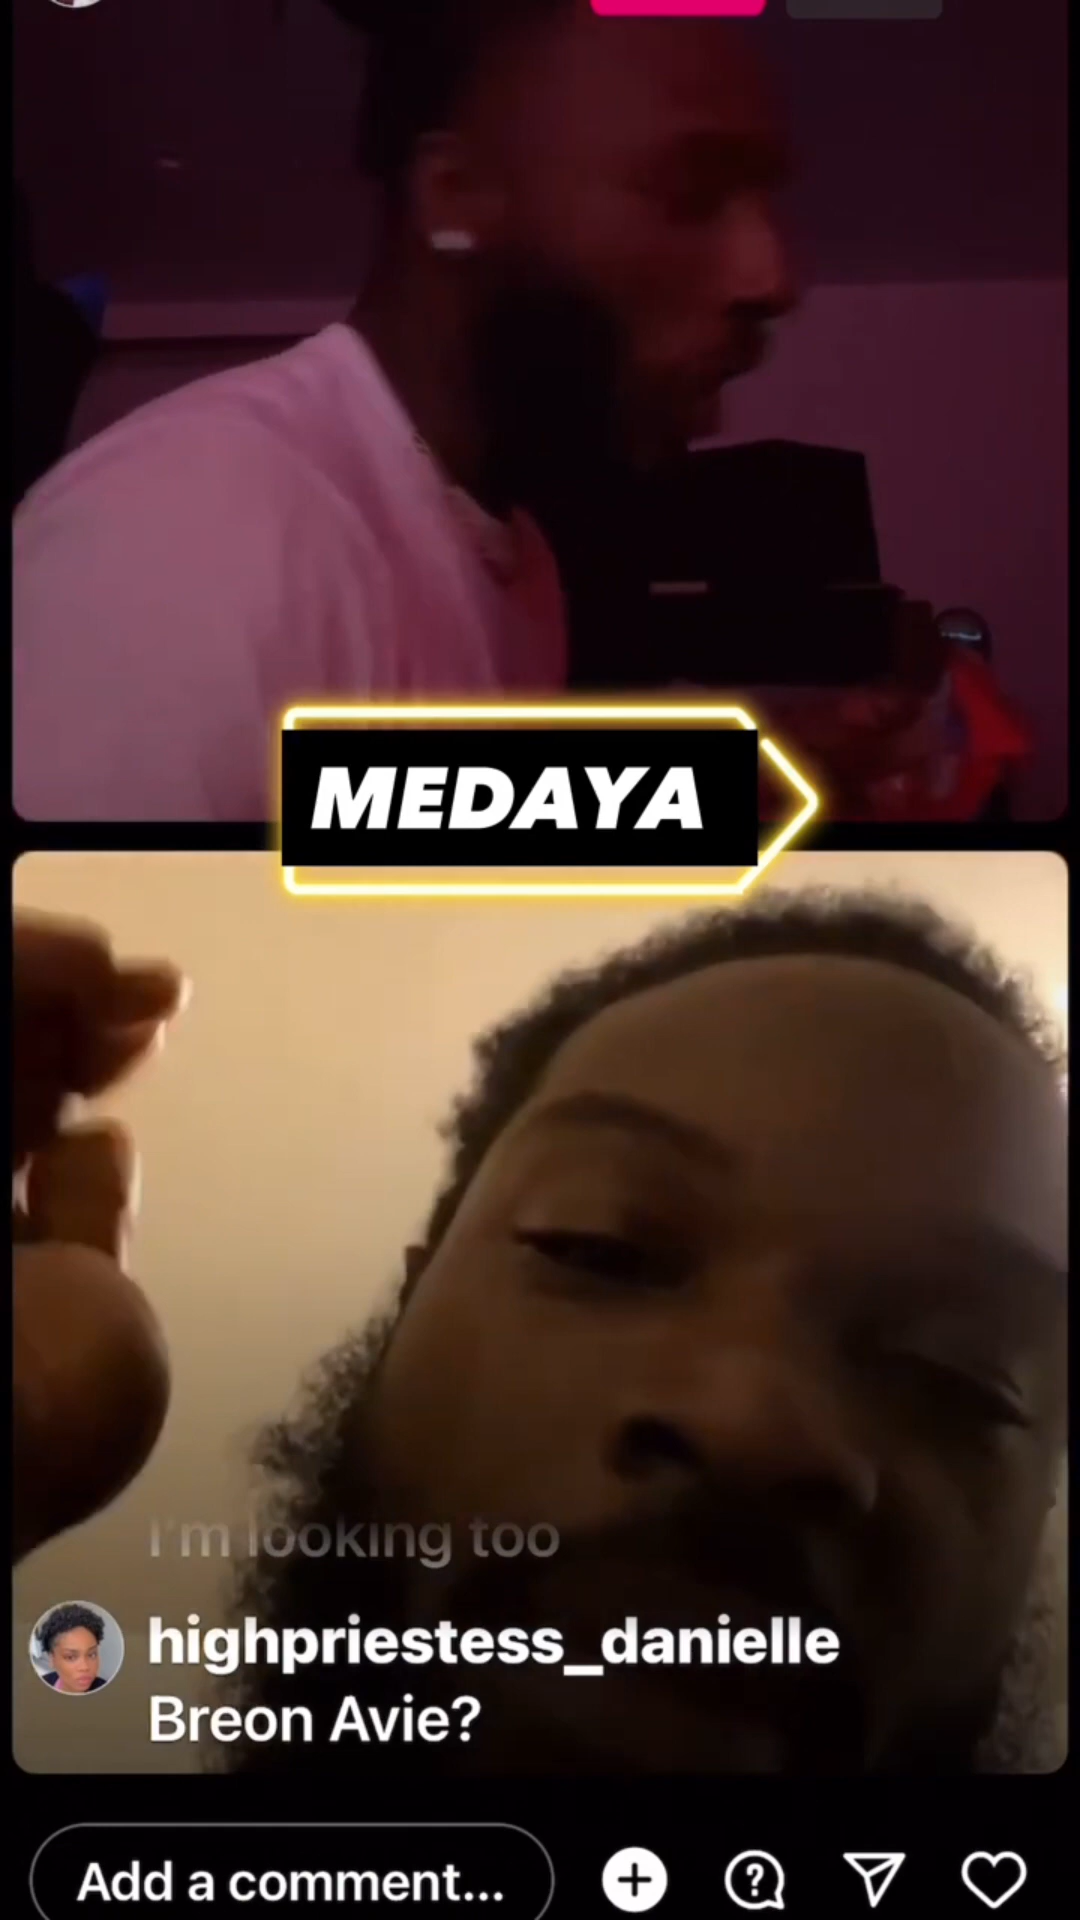 MEDAYA
I'm looking too
highpriestess_danielle
Breon Avie?
Add a comment...